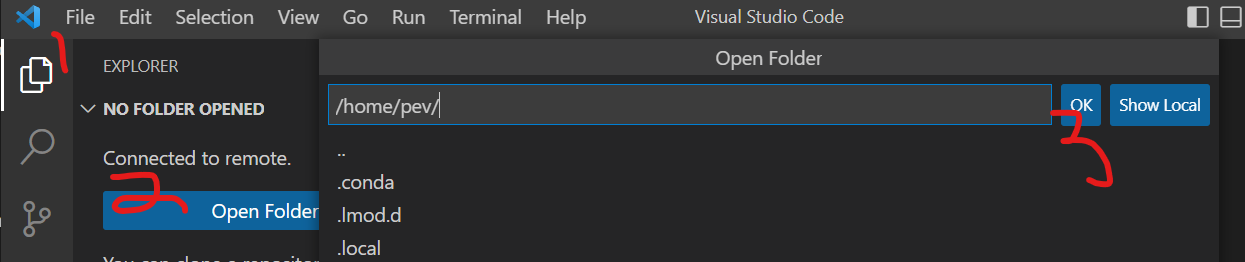 File Edit Selection View Go Run Terminal Help Visual Studio Code
1
EXPLORER
Open Folder
NO FOLDER OPENED
/home/pev/
OK Show Local
3
Connected to remote.
..
.conda
2
Open Folder
.lmod.d
.local
You can clone a repositor